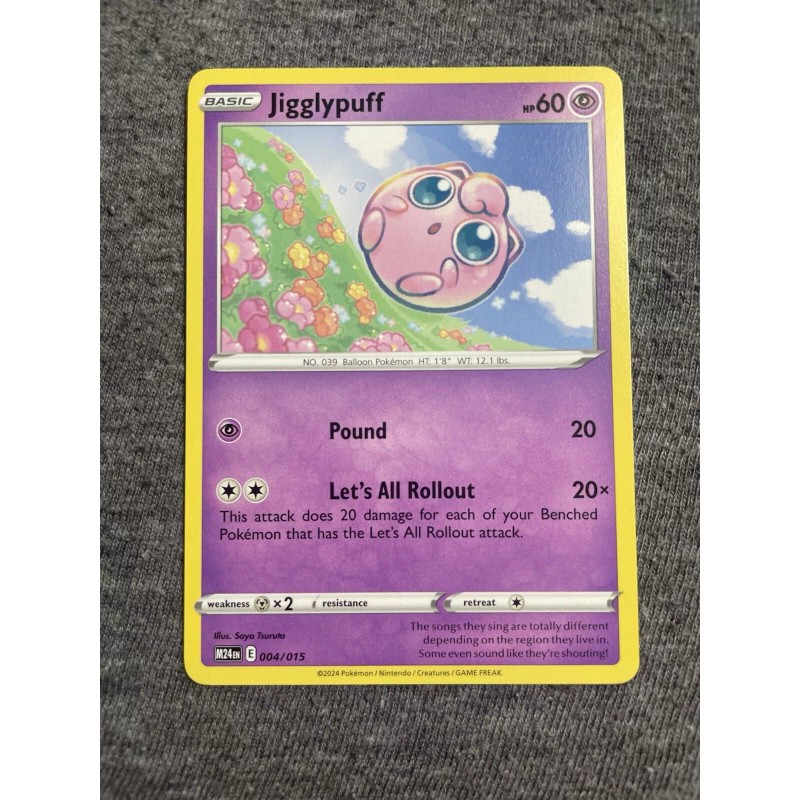 BASIC Jigglypuff HP60
NO. 039 Balloon Pokémon HT: 1'8" WT: 12.1 lbs.
Pound 20
Let's All Rollout 20×
This attack does 20 damage for each of your Benched
Pokémon that has the Let's All Rollout attack.
weakness ×2 resistance retreat
The songs they sing are totally different
depending on the region they live in.
Some even sound like they're shouting!
Illus. Saya Tsuruta
M24 EN E 004/015
©2024 Pokémon / Nintendo / Creatures / GAME FREAK